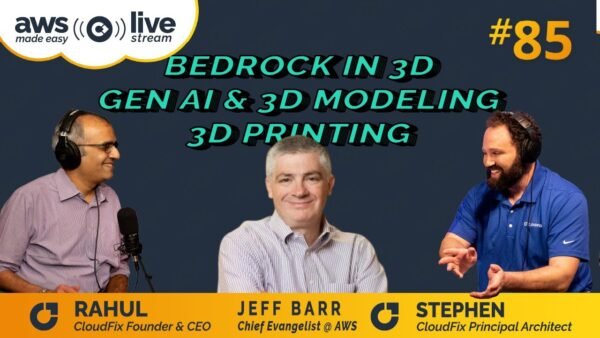 aws live
made easy stream
#85
BEDROCK IN 3D
GEN AI & 3D MODELING
3D PRINTING
RAHUL
CloudFix Founder & CEO
JEFF BARR
Chief Evangelist @ AWS
STEPHEN
CloudFix Principal Architect